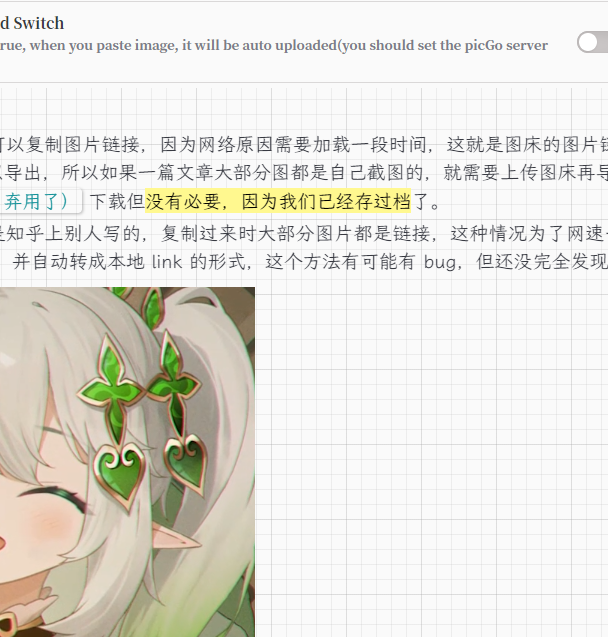 d Switch
rue, when you paste image, it will be auto uploaded(you should set the picGo server
可以复制图片链接，因为网络原因需要加载一段时间，这就是图床的图片链
导出，所以如果一篇文章大部分图都是自己截图的，就需要上传图床再导
弃用了） 下载但没有必要，因为我们已经存过档了。
是知乎上别人写的，复制过来时大部分图片都是链接，这种情况为了网速
并自动转成本地 link 的形式，这个方法有可能有 bug，但还没完全发现